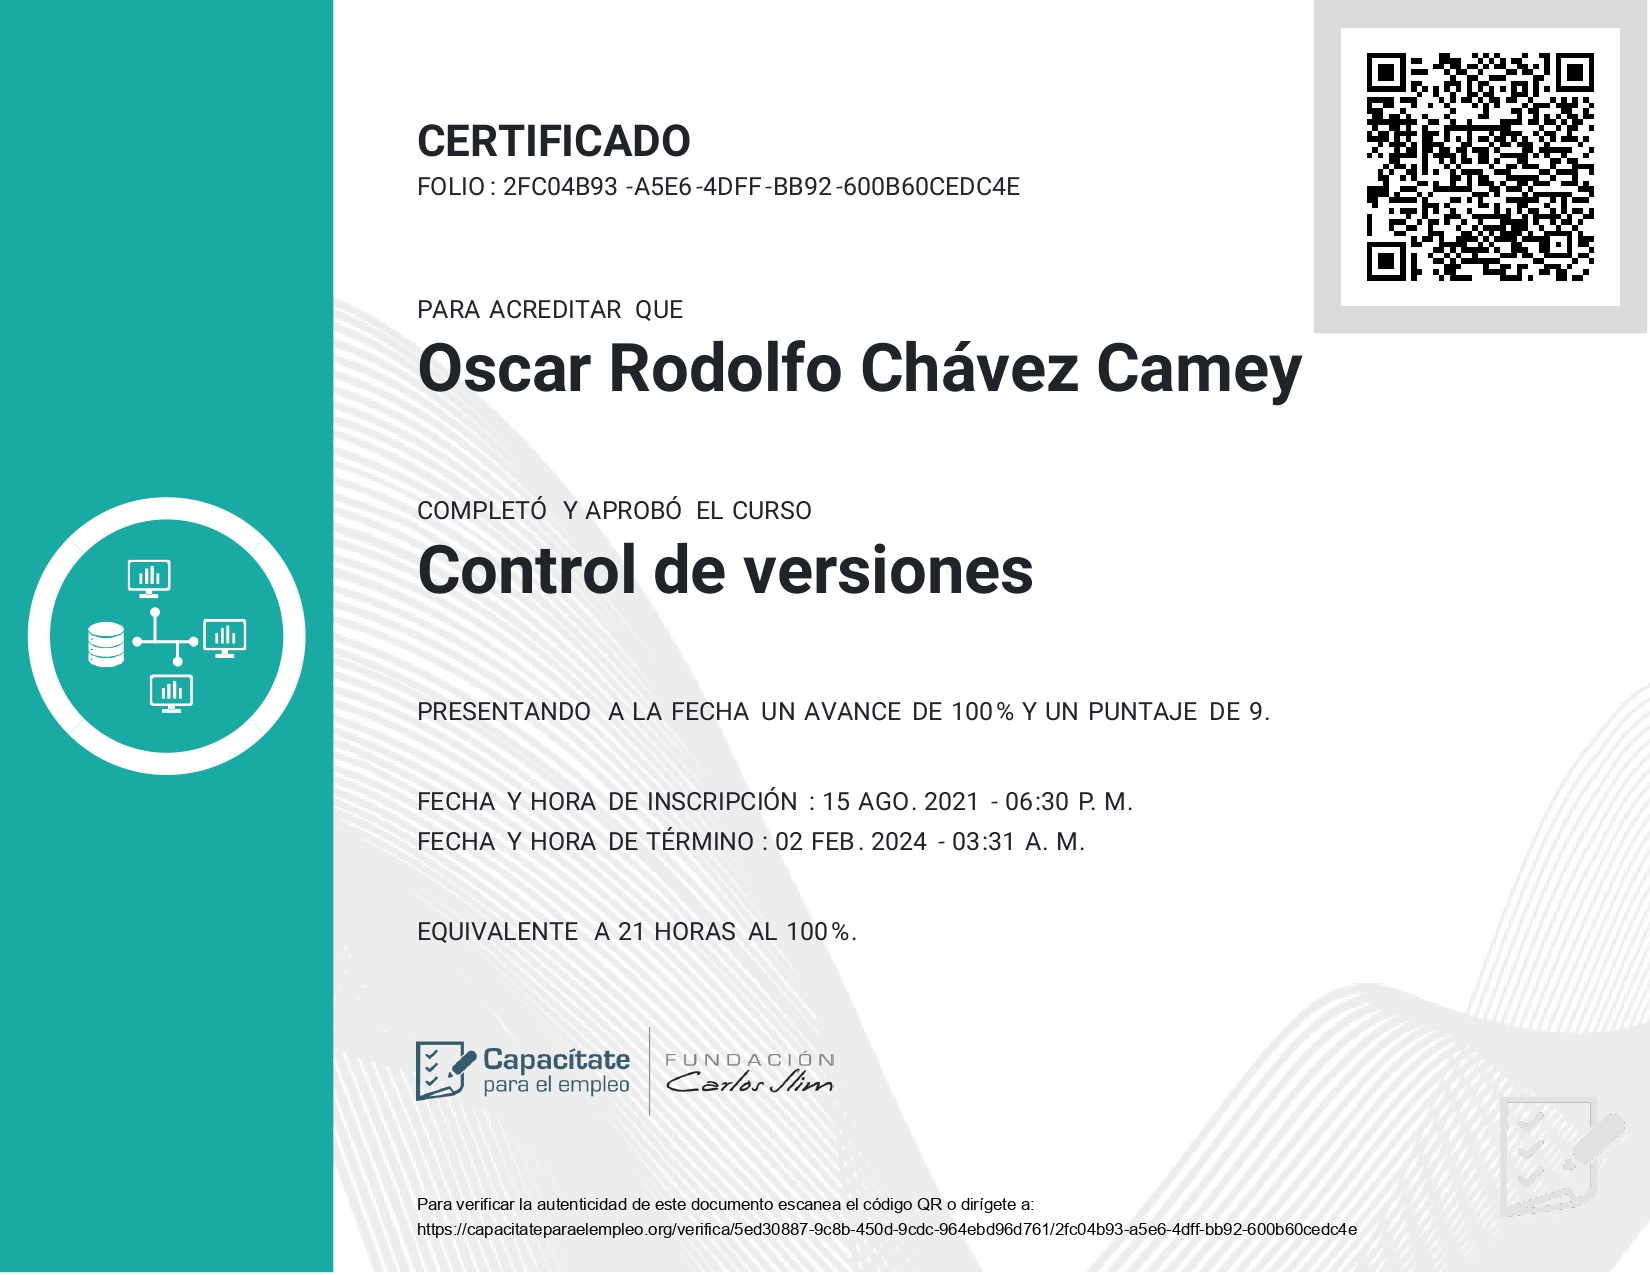 CERTIFICADO
FOLIO : 2FC04B93 -A5E6 -4DFF -BB92 -600B60CEDC4E
PARA ACREDITAR QUE
Oscar Rodolfo Chávez Camey
COMPLETÓ Y APROBÓ EL CURSO
Control de versiones
PRESENTANDO A LA FECHA UN AVANCE DE 100% Y UN PUNTAJE DE 9.
FECHA Y HORA DE INSCRIPCIÓN : 15 AGO. 2021 - 06:30 P. M.
FECHA Y HORA DE TÉRMINO : 02 FEB. 2024 - 03:31 A. M.
EQUIVALENTE A 21 HORAS AL 100%.
Capacítate
para el empleo
FUNDACIÓN
Carlos Slim
Para verificar la autenticidad de este documento escanea el código QR o dirígete a:
https://capacitateparaelempleo.org/verifica/5ed30887-9c8b-450d-9cdc-964ebd96d761/2fc04b93-a5e6-4dff-bb92-600b60cedc4e